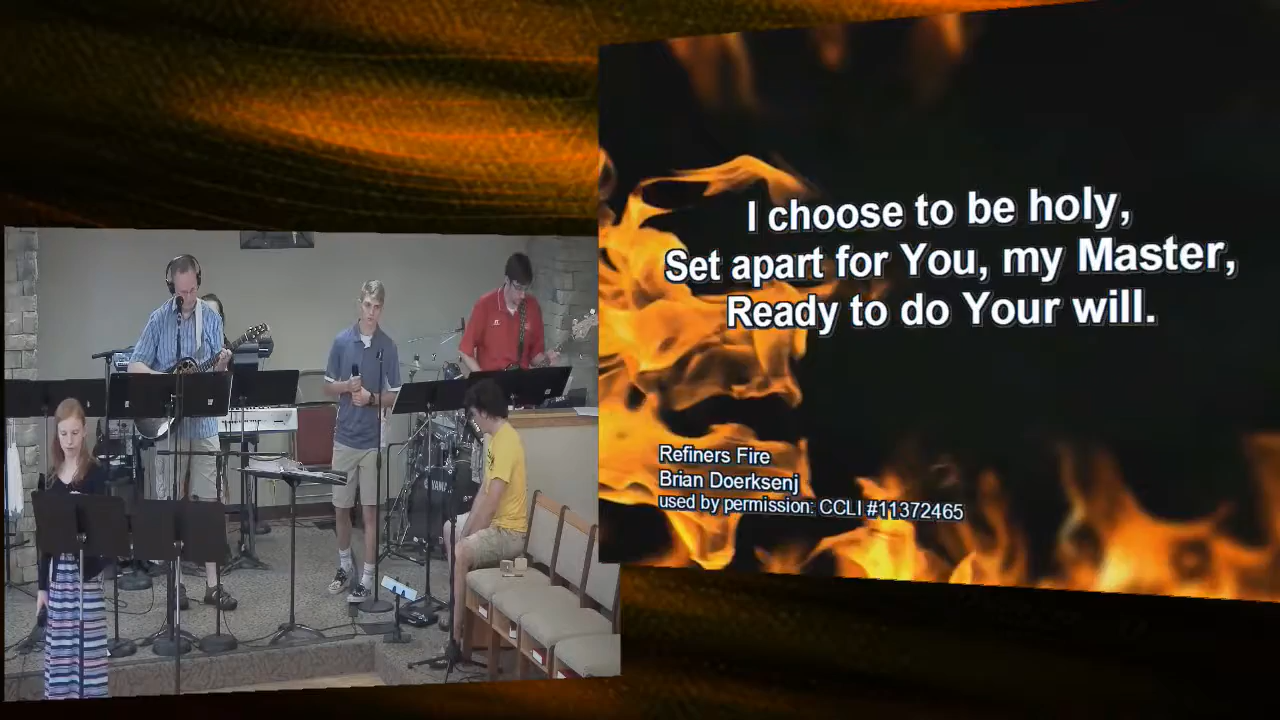 I choose to be holy,
Set apart for You, my Master,
Ready to do Your will.
Refiners Fire
Brian Doerksenj
used by permission: CCLI #11372465
YAMA